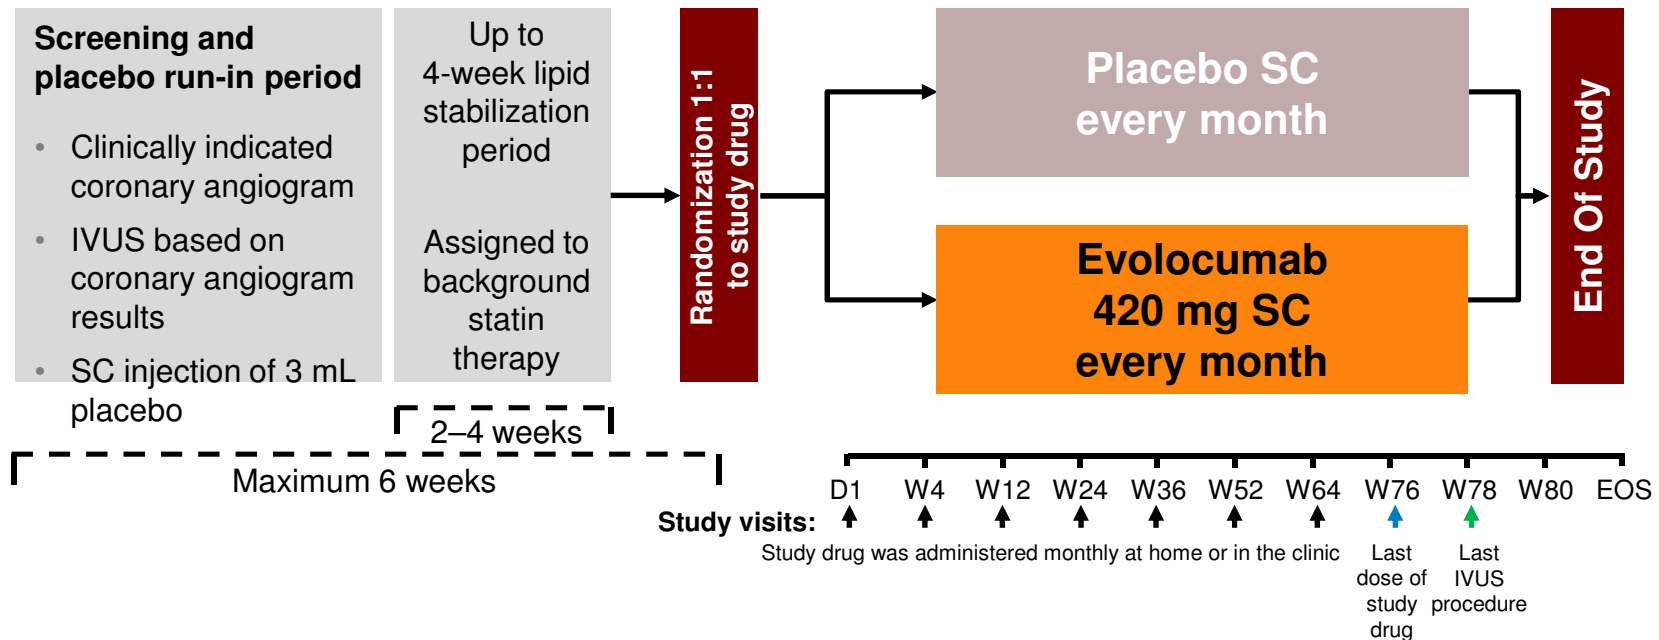 Screening and
placebo run-in period
• Clinically indicated
coronary angiogram
• IVUS based on
coronary angiogram
results
• SC injection of 3 mL
placebo
Up to
4-week lipid
stabilization
period
Assigned to
background
statin
therapy
2–4 weeks
Maximum 6 weeks
Randomization 1:1
to study drug
Placebo SC
every month
Evolocumab
420 mg SC
every month
End Of Study
D1 W4 W12 W24 W36 W52 W64 W76 W78 W80 EOS
Study visits:
Study drug was administered monthly at home or in the clinic
Last
dose of
study
drug
Last
IVUS
procedure